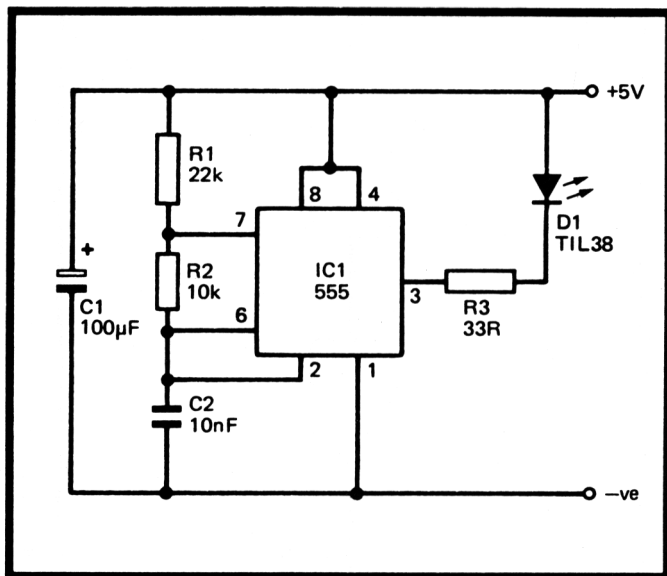 +5V
R1
22k
8
4
7
D1
TIL38
+
R2
10k
IC1
555
3
C1
100µF
6
R3
33R
2
1
C2
10nF
−ve